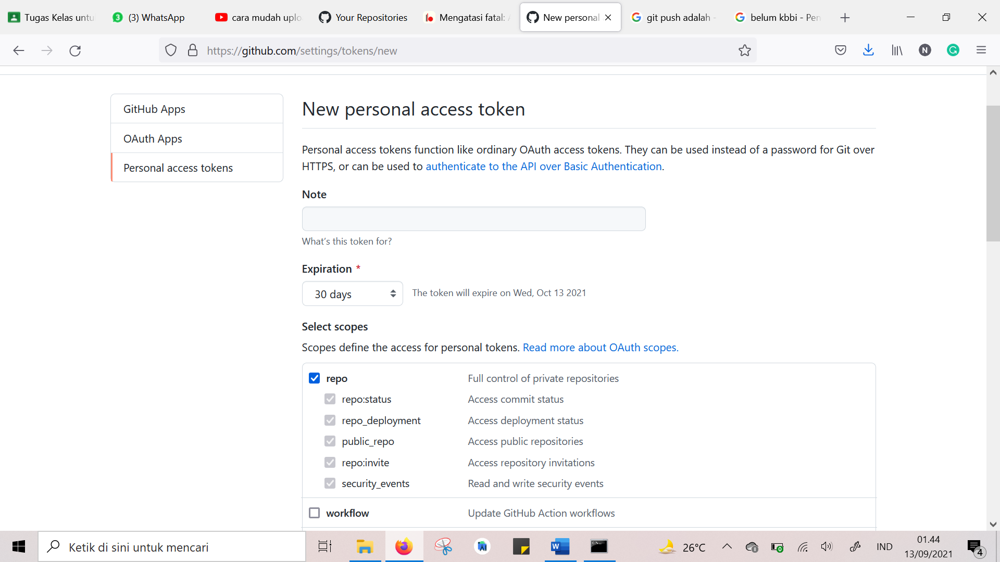 Tugas Kelas untu
3 (3) WhatsApp
cara mudah uplo
Your Repositories
Mengatasi fatal:
New personal
git push adalah -
belum kbbi - Pen
https://github.com/settings/tokens/new
N
G
GitHub Apps
OAuth Apps
Personal access tokens
New personal access token
Personal access tokens function like ordinary OAuth access tokens. They can be used instead of a password for Git over
HTTPS, or can be used to authenticate to the API over Basic Authentication.
Note
What's this token for?
Expiration *
30 days
The token will expire on Wed, Oct 13 2021
Select scopes
Scopes define the access for personal tokens. Read more about OAuth scopes.
repo Full control of private repositories
repo:status Access commit status
repo_deployment Access deployment status
public_repo Access public repositories
repo:invite Access repository invitations
security_events Read and write security events
workflow Update GitHub Action workflows
Ketik di sini untuk mencari
W
26°C
IND
01.44
13/09/2021
4